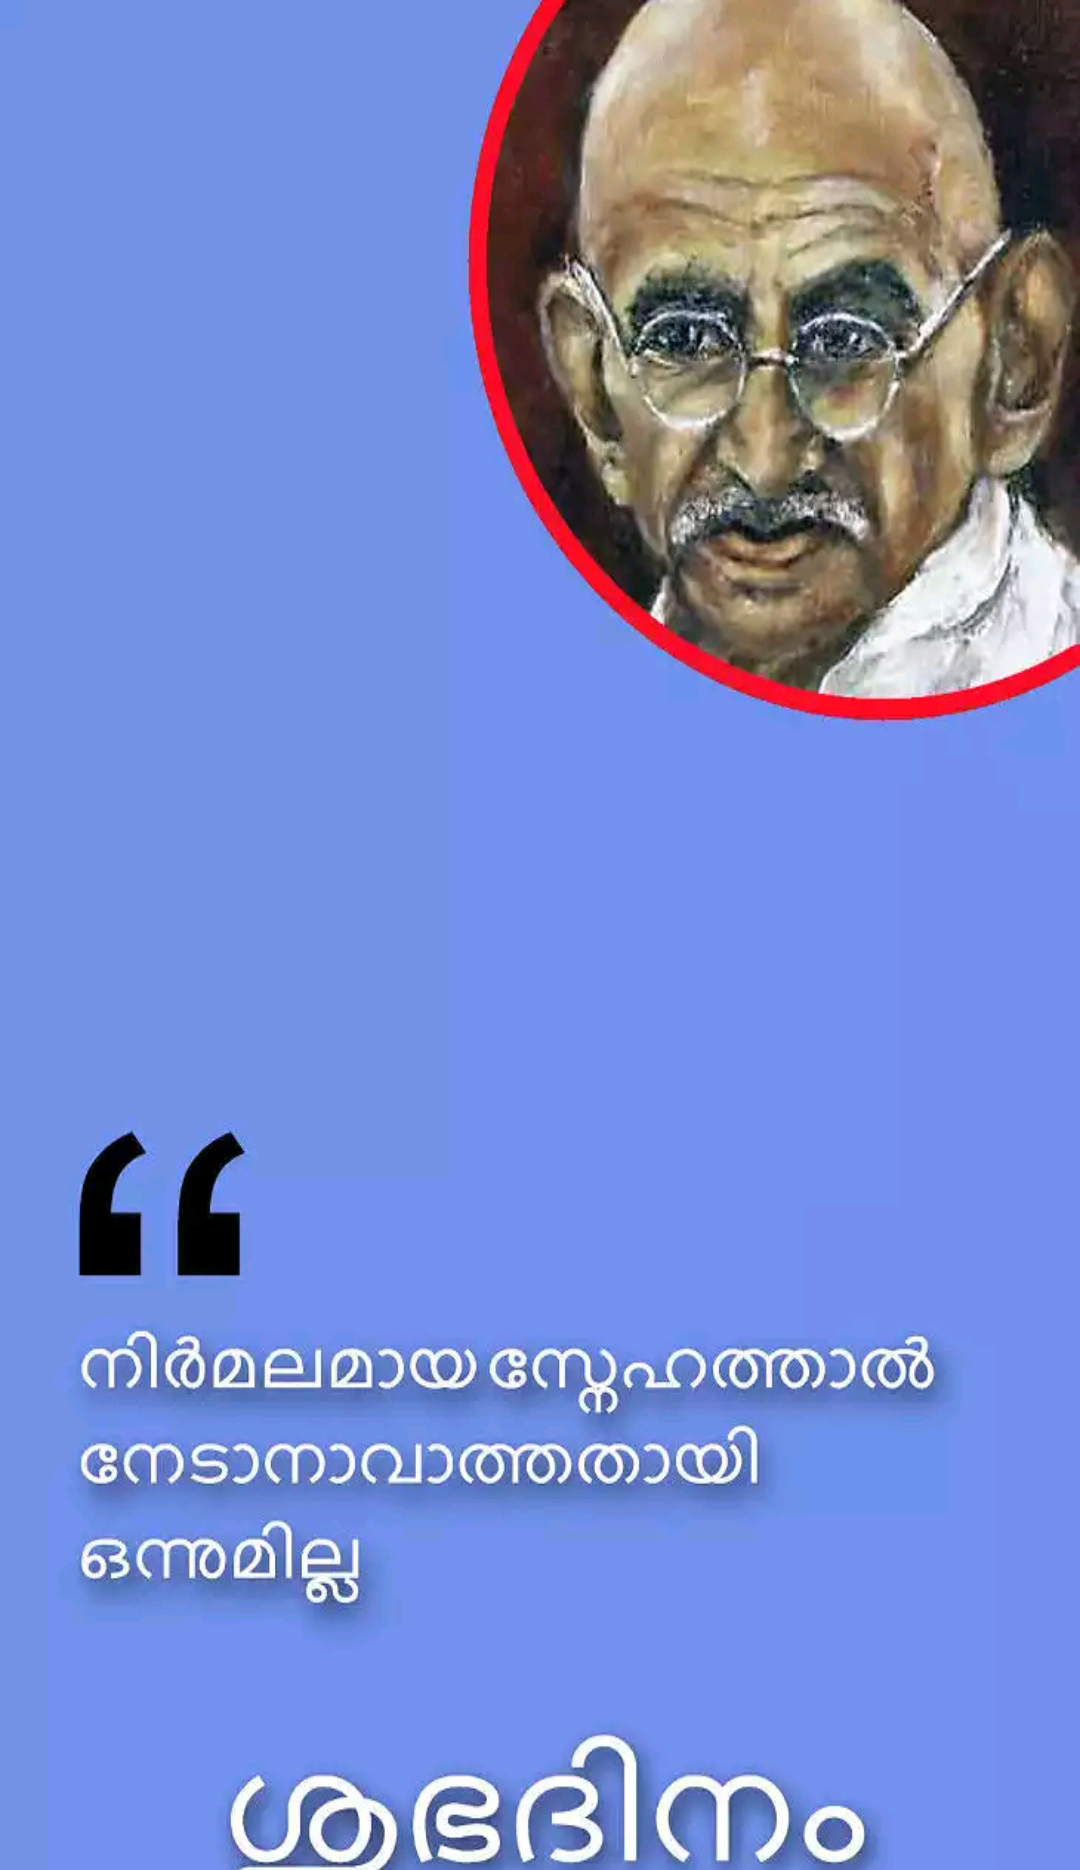 “
നിർമലമായ സ്നേഹത്താൽ
നേടാനാവാത്തതായി
ഒന്നുമില്ല
ശുഭദിനം